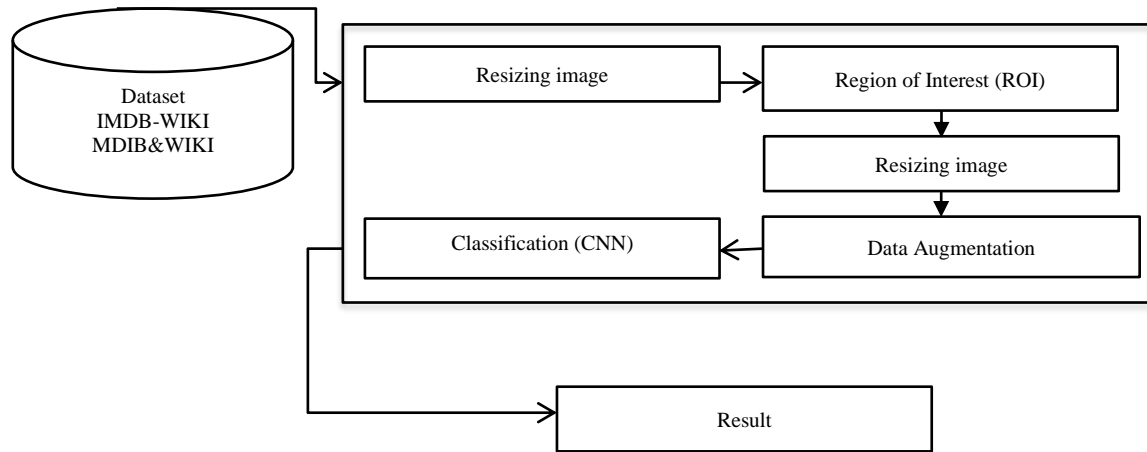 Dataset
IMDB-WIKI
MDIB&WIKI
Resizing image
Region of Interest (ROI)
Resizing image
Data Augmentation
Classification (CNN)
Result